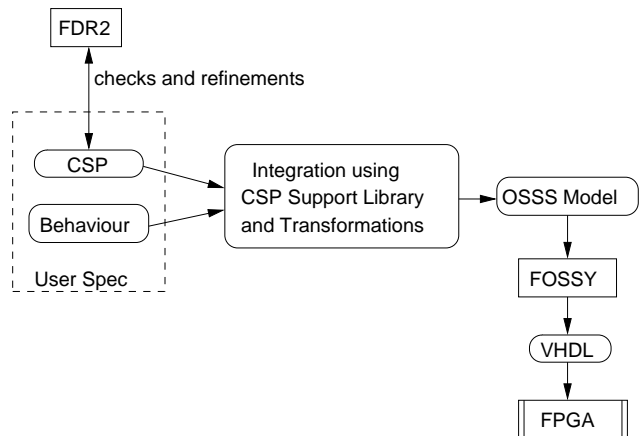 FDR2
checks and refinements
CSP
Behaviour
User Spec
Integration using
CSP Support Library
and Transformations
OSSS Model
FOSSY
VHDL
FPGA